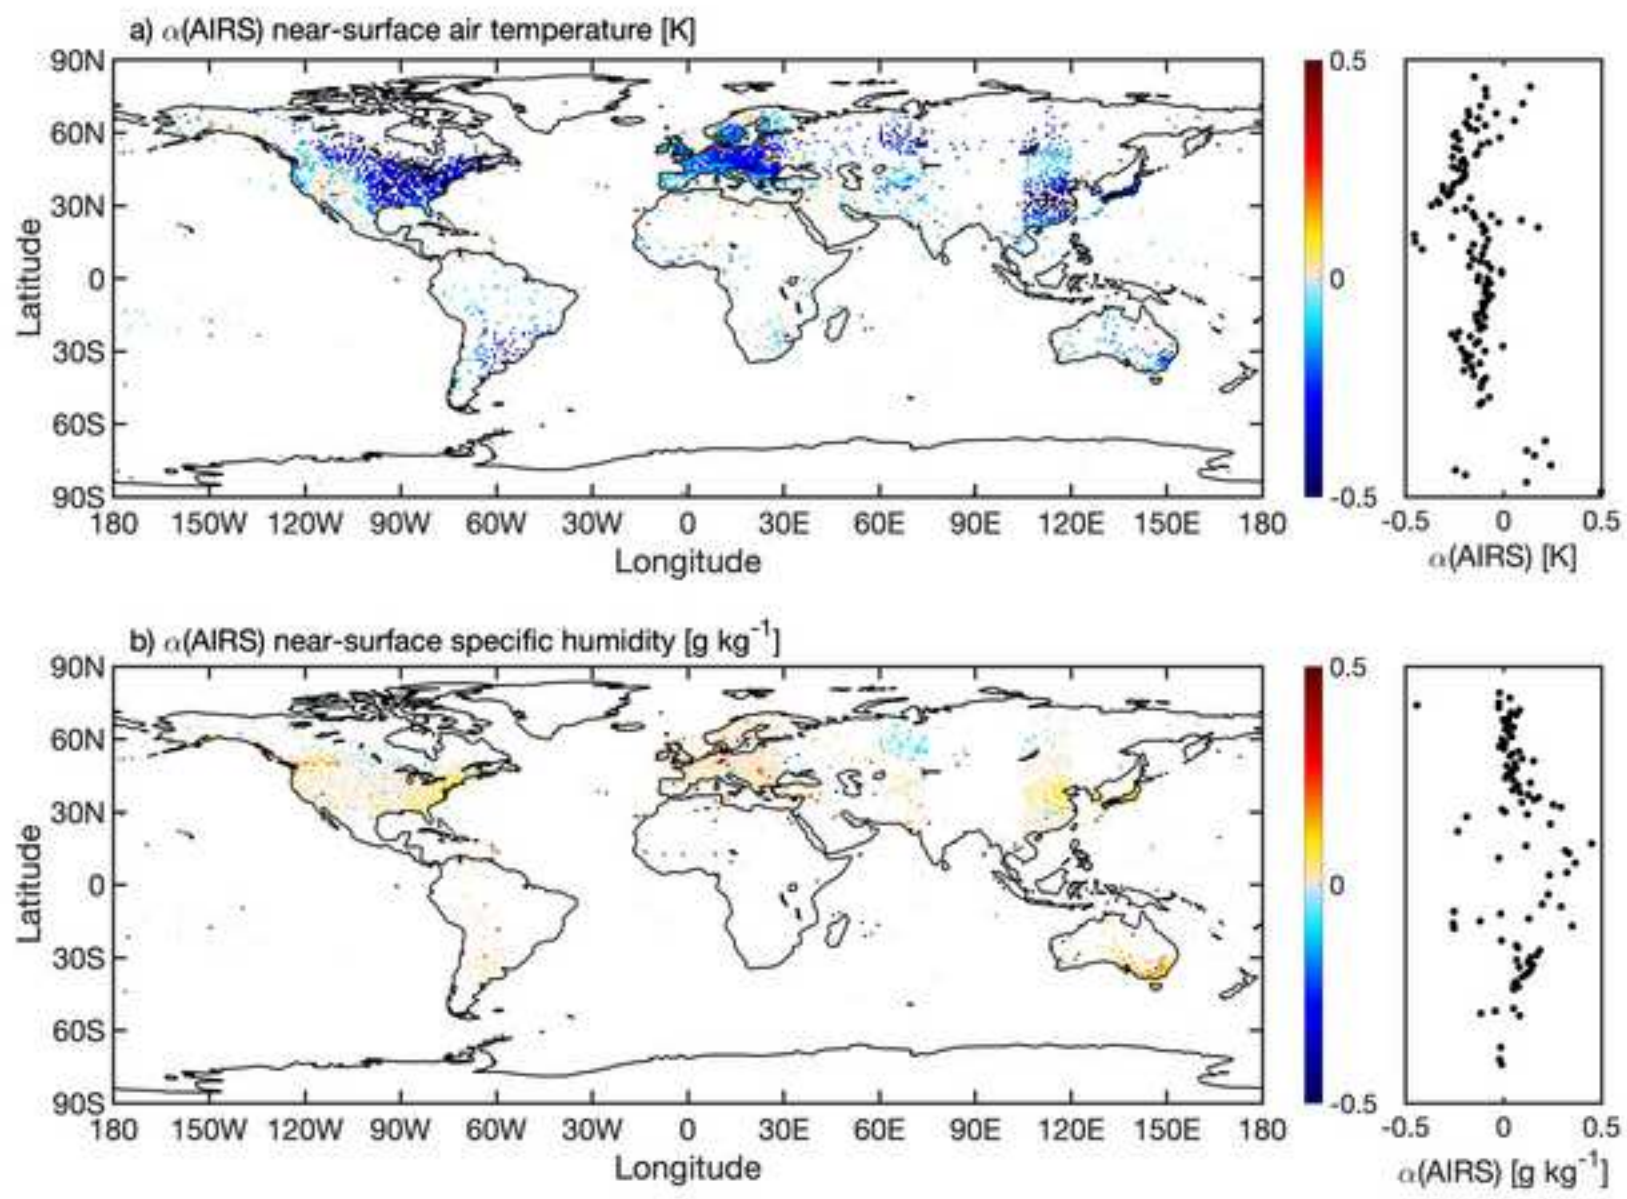 a) α(AIRS) near-surface air temperature [K]
90N
60N
30N
0
30S
60S
90S
Latitude
180 150W 120W 90W 60W 30W 0 30E 60E 90E 120E 150E 180
Longitude
0.5
0
-0.5
-0.5 0 0.5
α(AIRS) [K]
b) α(AIRS) near-surface specific humidity [g kg⁻¹]
90N
60N
30N
0
30S
60S
90S
Latitude
180 150W 120W 90W 60W 30W 0 30E 60E 90E 120E 150E 180
Longitude
0.5
0
-0.5
-0.5 0 0.5
α(AIRS) [g kg⁻¹]